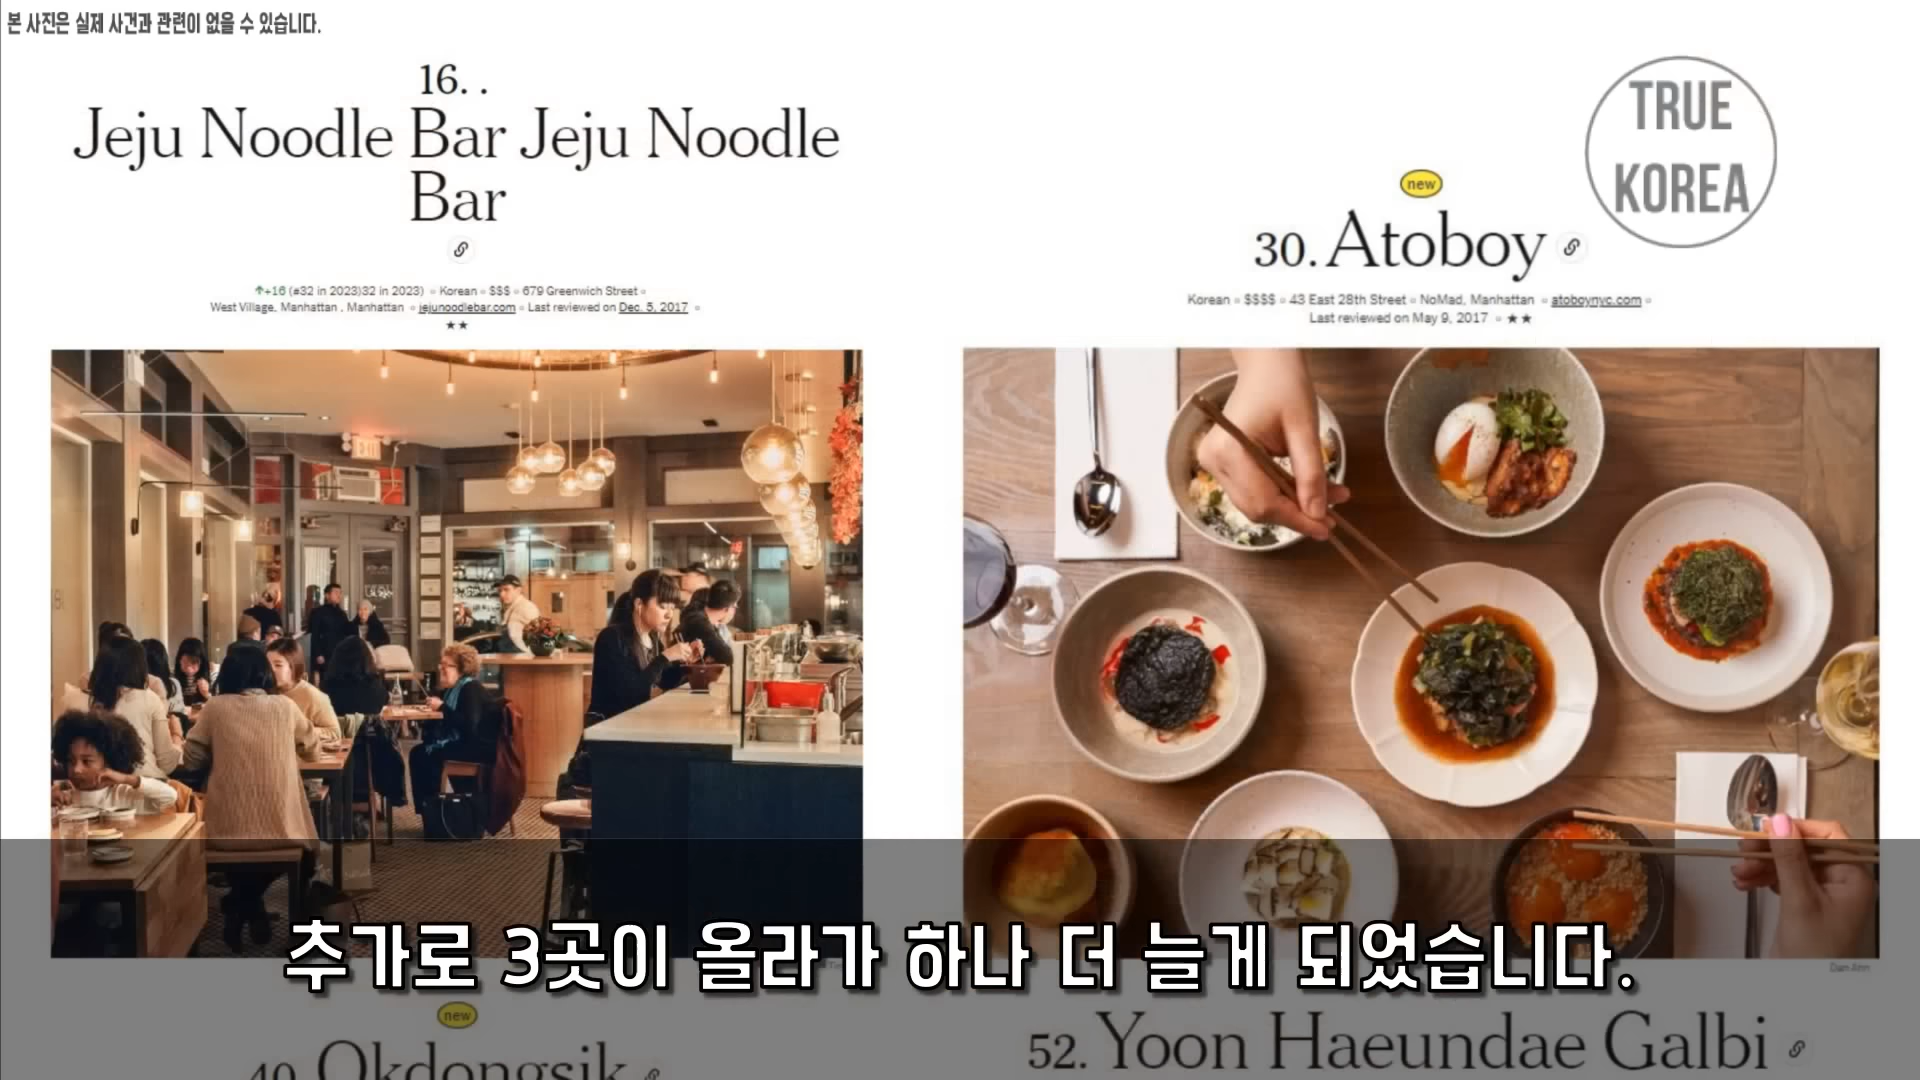 본 사진은 실제 사건과 관련이 없을 수 있습니다.
16. .
Jeju Noodle Bar Jeju Noodle
Bar
+16 (#32 in 2023)32 in 2023) Korean $$$ 679 Greenwich Street
West Village, Manhattan , Manhattan jejunoodlebar.com Last reviewed on Dec. 5, 2017
★★
TRUE
KOREA
new
30. Atoboy
Korean $$$$ 43 East 28th Street NoMad, Manhattan atoboynyc.com
Last reviewed on May 9, 2017 ★★
EXIT
추가로 3곳이 올라가 하나 더 늘게 되었습니다.
new
40. Okdongsik
52. Yoon Haeundae Galbi